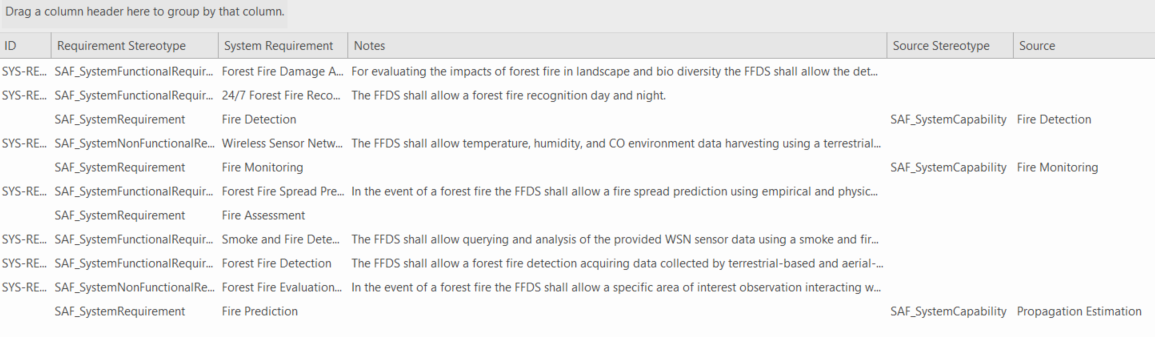 Drag a column header here to group by that column.
ID Requirement Stereotype System Requirement Notes Source Stereotype Source
SYS-RE... SAF_SystemFunctionalRequir... Forest Fire Damage A... For evaluating the impacts of forest fire in landscape and bio diversity the FFDS shall allow the det...
SYS-RE... SAF_SystemFunctionalRequir... 24/7 Forest Fire Reco... The FFDS shall allow a forest fire recognition day and night.
SAF_SystemRequirement Fire Detection SAF_SystemCapability Fire Detection
SYS-RE... SAF_SystemNonFunctionalRe... Wireless Sensor Netw... The FFDS shall allow temperature, humidity, and CO environment data harvesting using a terrestrial...
SAF_SystemRequirement Fire Monitoring SAF_SystemCapability Fire Monitoring
SYS-RE... SAF_SystemFunctionalRequir... Forest Fire Spread Pre... In the event of a forest fire the FFDS shall allow a fire spread prediction using empirical and physic...
SAF_SystemRequirement Fire Assessment
SYS-RE... SAF_SystemFunctionalRequir... Smoke and Fire Dete... The FFDS shall allow querying and analysis of the provided WSN sensor data using a smoke and fir...
SYS-RE... SAF_SystemFunctionalRequir... Forest Fire Detection The FFDS shall allow a forest fire detection acquiring data collected by terrestrial-based and aerial-...
SYS-RE... SAF_SystemNonFunctionalRe... Forest Fire Evaluation... In the event of a forest fire the FFDS shall allow a specific area of interest observation interacting w...
SAF_SystemRequirement Fire Prediction SAF_SystemCapability Propagation Estimation